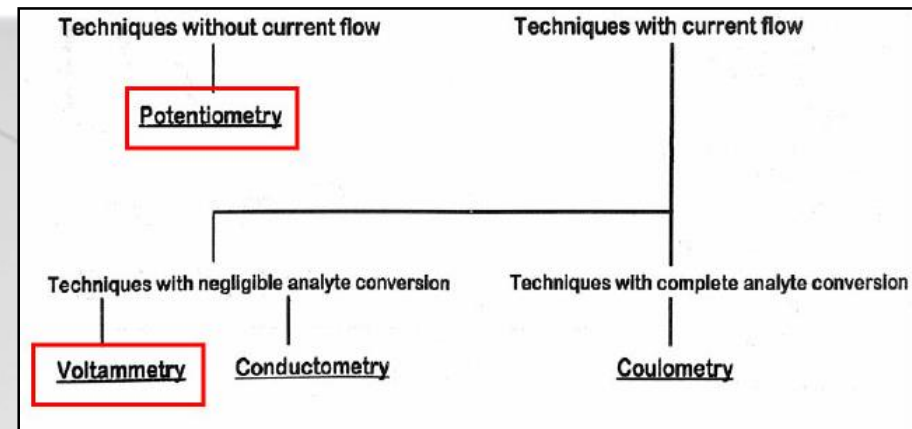 Techniques without current flow
Techniques with current flow
Potentiometry
Techniques with negligible analyte conversion
Techniques with complete analyte conversion
Voltammetry
Conductometry
Coulometry